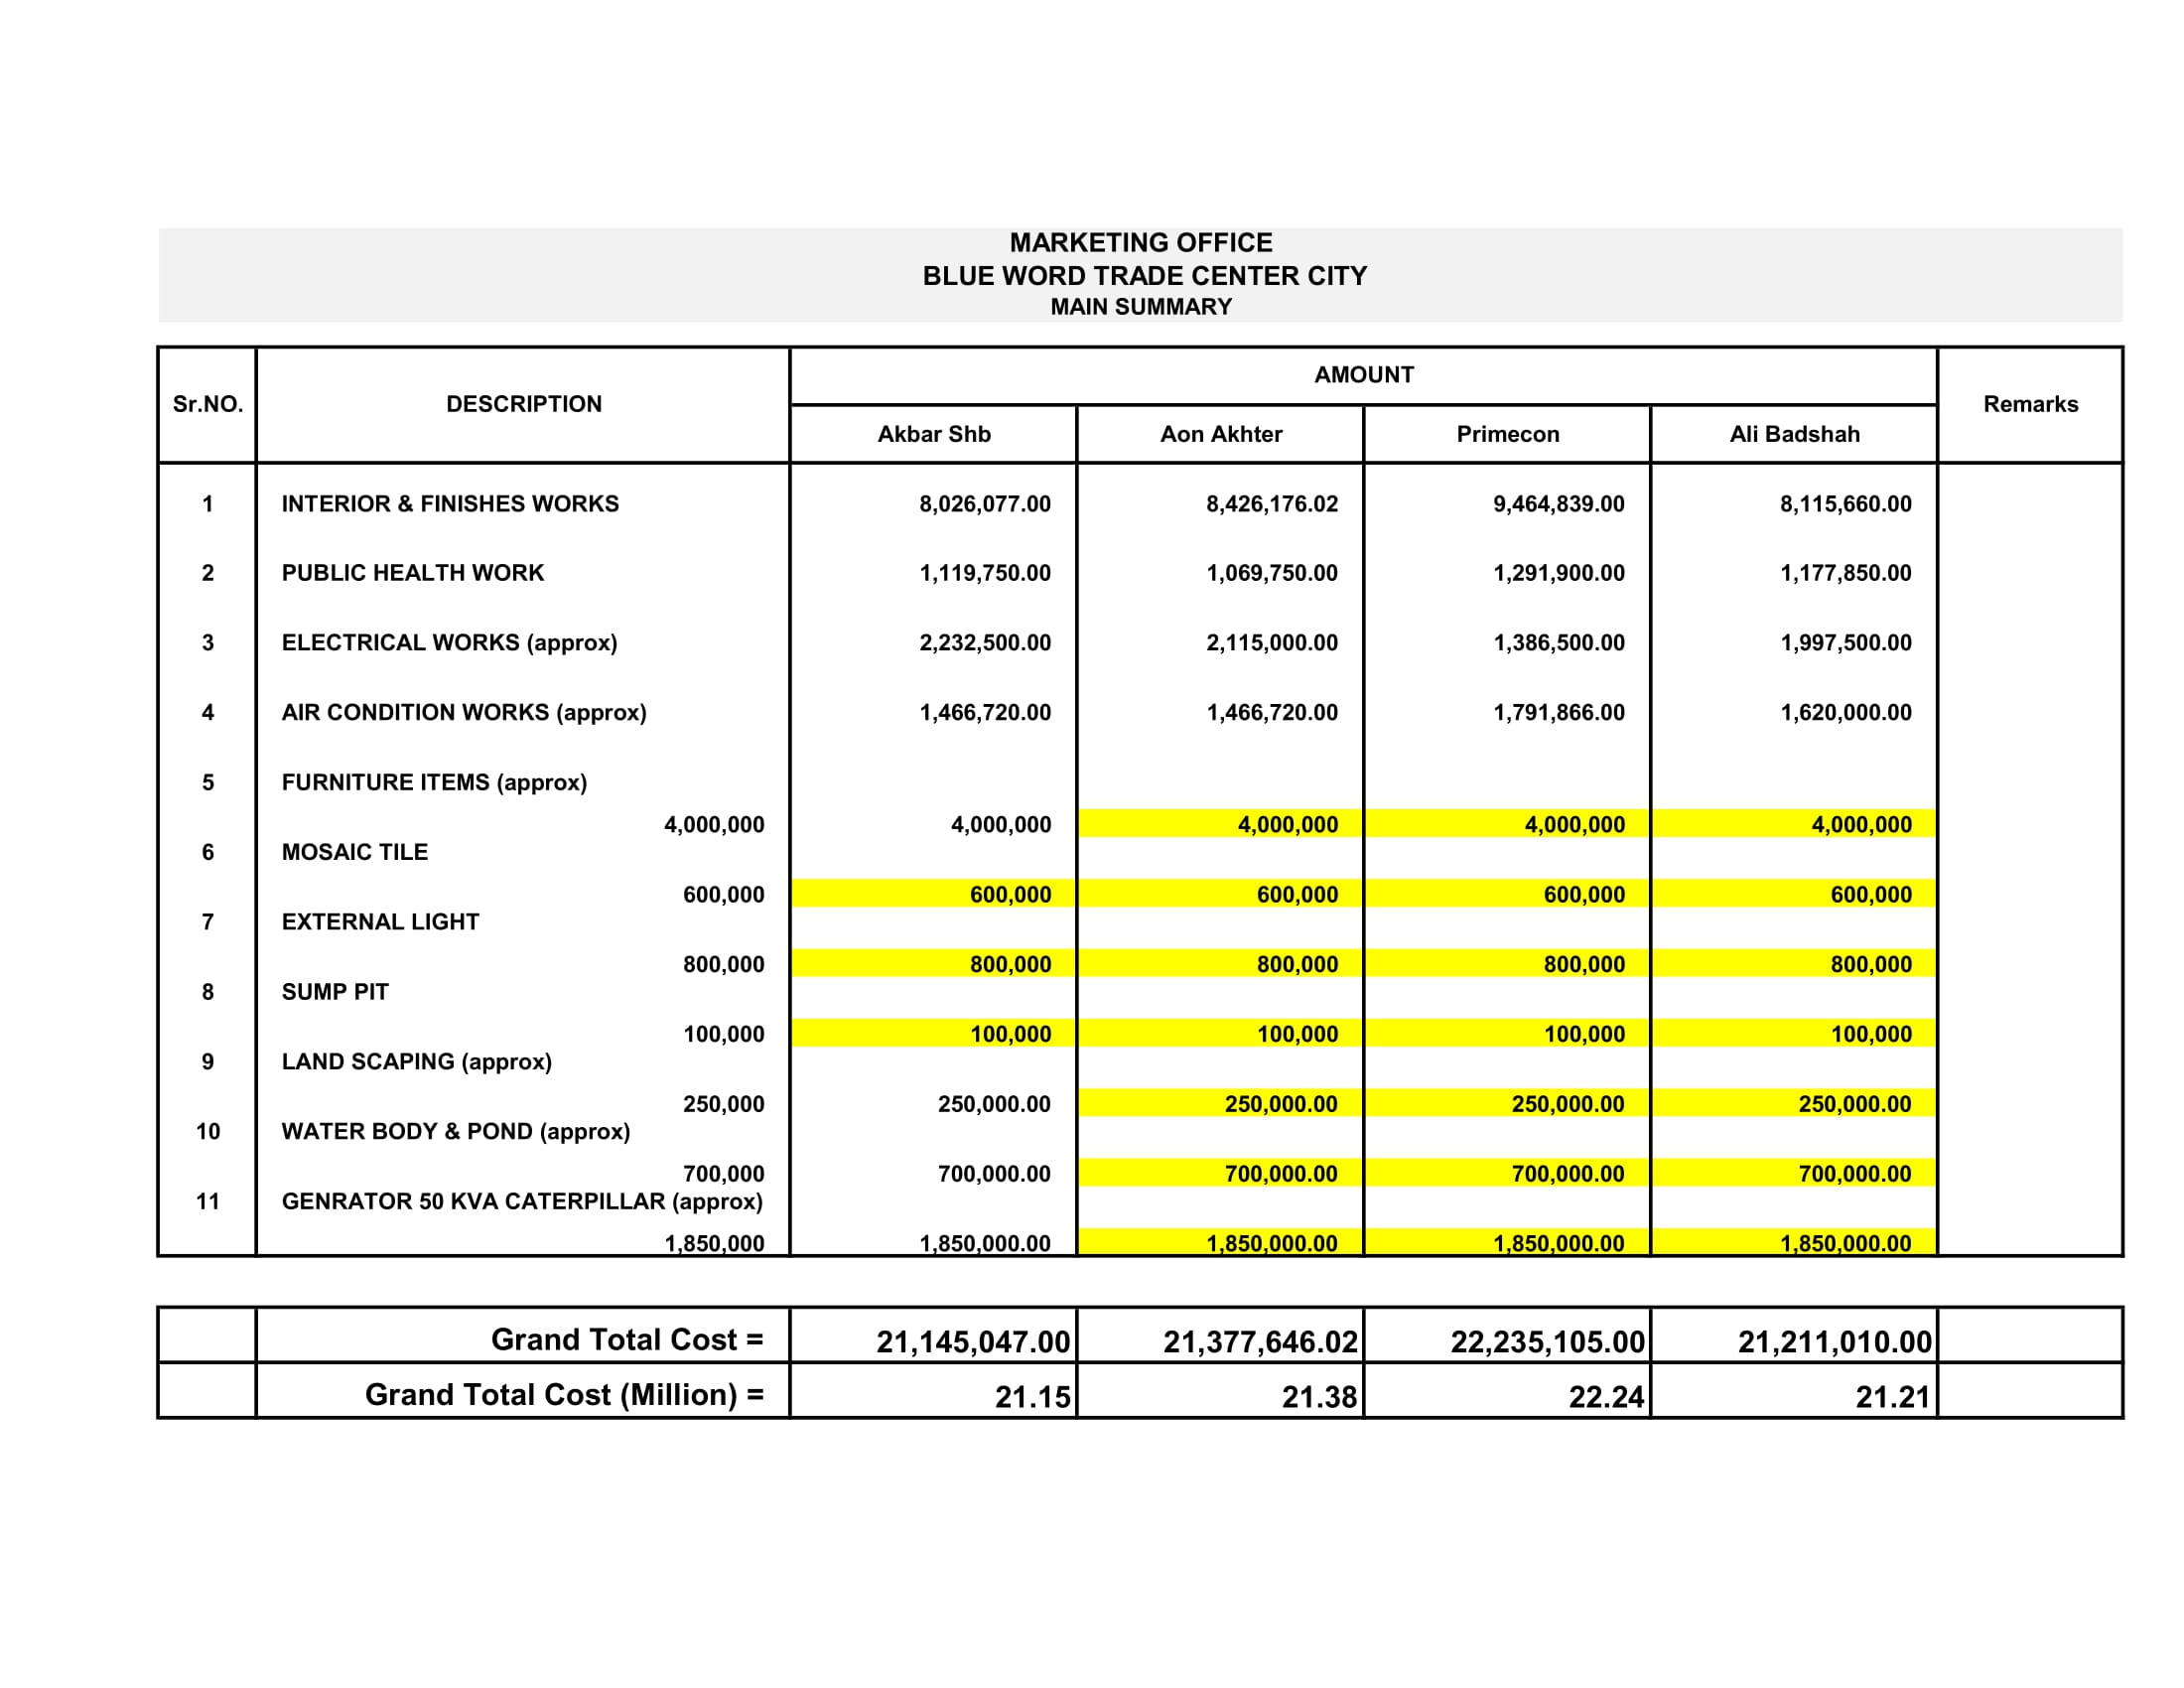 MARKETING OFFICE
BLUE WORD TRADE CENTER CITY
MAIN SUMMARY
Sr.NO. DESCRIPTION AMOUNT Remarks
Akbar Shb Aon Akhter Primecon Ali Badshah
1 INTERIOR & FINISHES WORKS 8,026,077.00 8,426,176.02 9,464,839.00 8,115,660.00
2 PUBLIC HEALTH WORK 1,119,750.00 1,069,750.00 1,291,900.00 1,177,850.00
3 ELECTRICAL WORKS (approx) 2,232,500.00 2,115,000.00 1,386,500.00 1,997,500.00
4 AIR CONDITION WORKS (approx) 1,466,720.00 1,466,720.00 1,791,866.00 1,620,000.00
5 FURNITURE ITEMS (approx)
4,000,000 4,000,000 4,000,000 4,000,000 4,000,000
6 MOSAIC TILE
600,000 600,000 600,000 600,000 600,000
7 EXTERNAL LIGHT
800,000 800,000 800,000 800,000 800,000
8 SUMP PIT
100,000 100,000 100,000 100,000 100,000
9 LAND SCAPING (approx)
250,000 250,000.00 250,000.00 250,000.00 250,000.00
10 WATER BODY & POND (approx)
700,000 700,000.00 700,000.00 700,000.00 700,000.00
11 GENRATOR 50 KVA CATERPILLAR (approx)
1,850,000 1,850,000.00 1,850,000.00 1,850,000.00 1,850,000.00
Grand Total Cost = 21,145,047.00 21,377,646.02 22,235,105.00 21,211,010.00
Grand Total Cost (Million) = 21.15 21.38 22.24 21.21